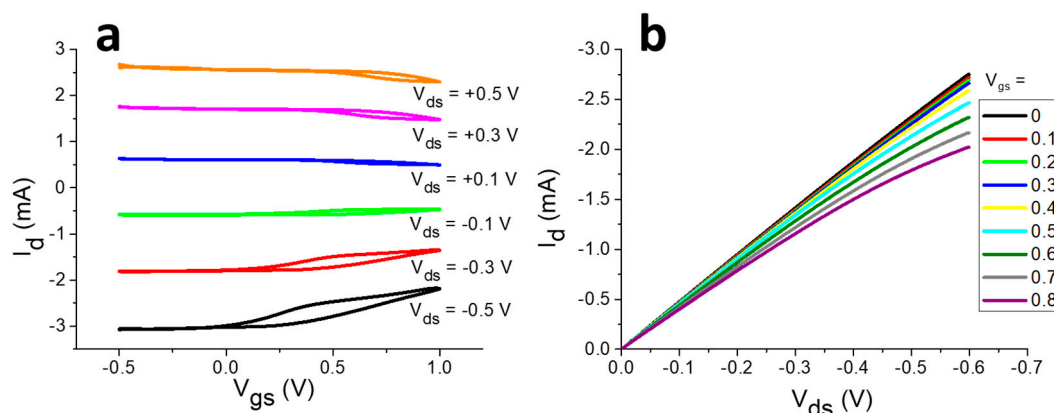 a
3
2
1
0
-1
-2
-3
-0.5
0.0
0.5
1.0
I_d (mA)
V_gs (V)
V_ds = +0.5 V
V_ds = +0.3 V
V_ds = +0.1 V
V_ds = -0.1 V
V_ds = -0.3 V
V_ds = -0.5 V
b
-3.0
-2.5
-2.0
-1.5
-1.0
-0.5
0.0
0.0
-0.1
-0.2
-0.3
-0.4
-0.5
-0.6
-0.7
I_d (mA)
V_ds (V)
V_gs =
0
0.1
0.2
0.3
0.4
0.5
0.6
0.7
0.8